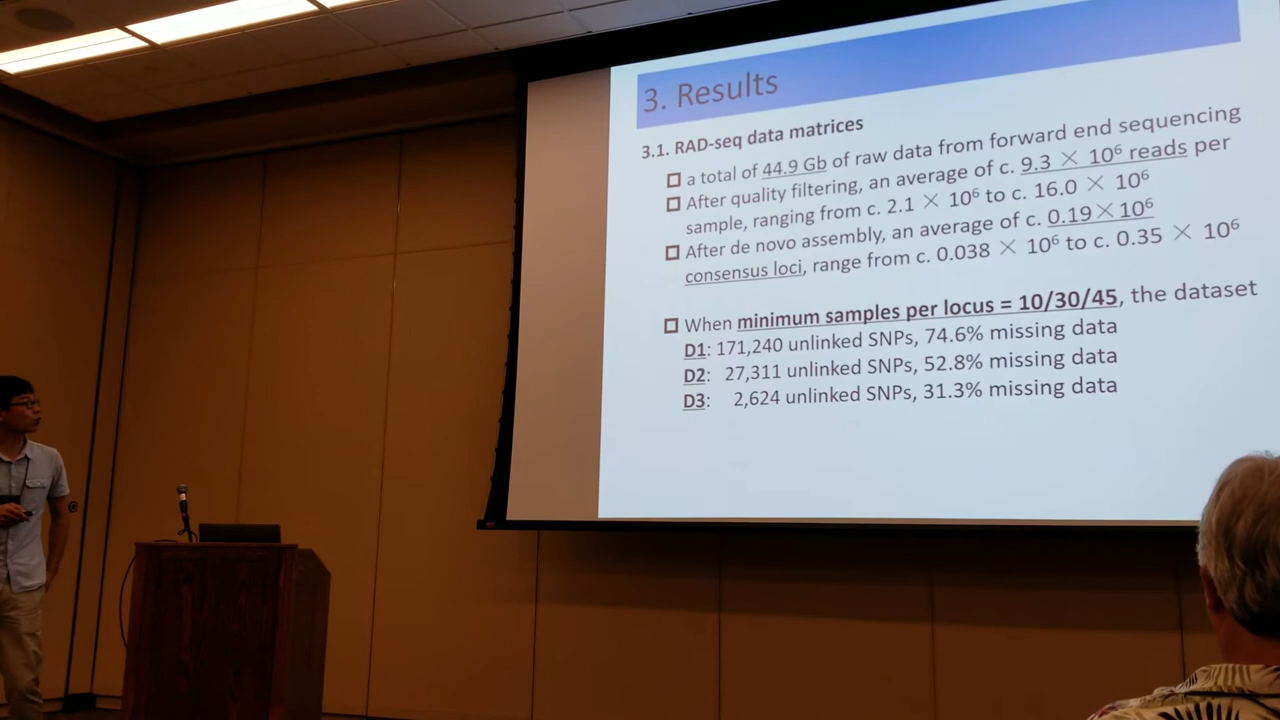 3. Results
3.1. RAD-seq data matrices
a total of 44.9 Gb of raw data from forward end sequencing
After quality filtering, an average of c. 9.3 × 10⁶ reads per
sample, ranging from c. 2.1 × 10⁶ to c. 16.0 × 10⁶
After de novo assembly, an average of c. 0.19×10⁶
consensus loci, range from c. 0.038 × 10⁶ to c. 0.35 × 10⁶
When minimum samples per locus = 10/30/45, the dataset
D1: 171,240 unlinked SNPs, 74.6% missing data
D2: 27,311 unlinked SNPs, 52.8% missing data
D3: 2,624 unlinked SNPs, 31.3% missing data